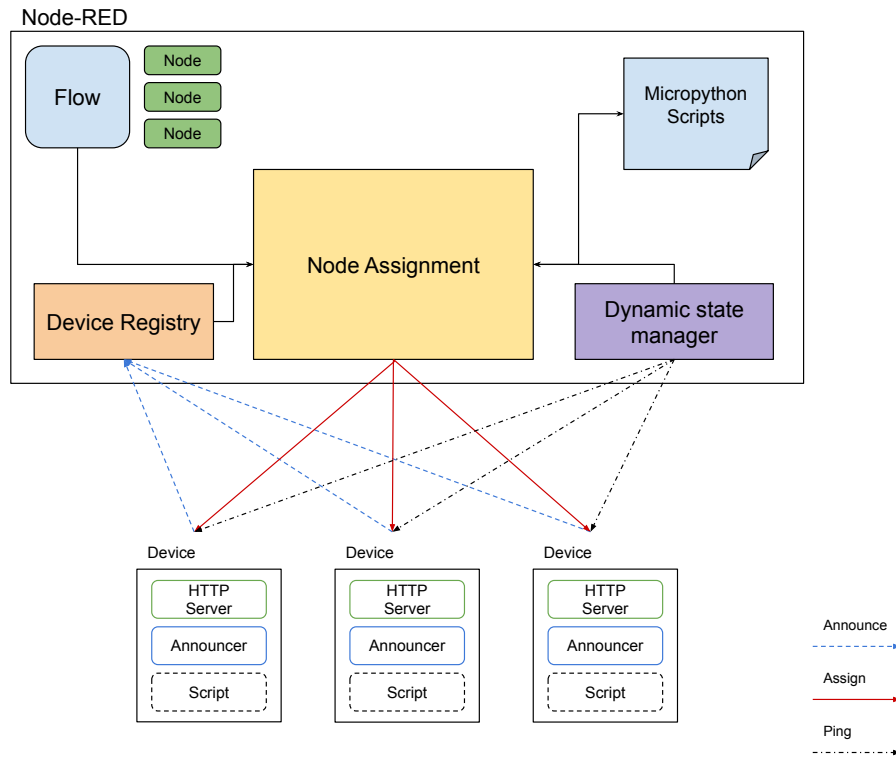 Node-RED
Flow
Node
Node
Node
Micropython
Scripts
Node Assignment
Device Registry
Dynamic state
manager
Device
Device
Device
HTTP
Server
Announcer
Script
HTTP
Server
Announcer
Script
HTTP
Server
Announcer
Script
Announce
Assign
Ping